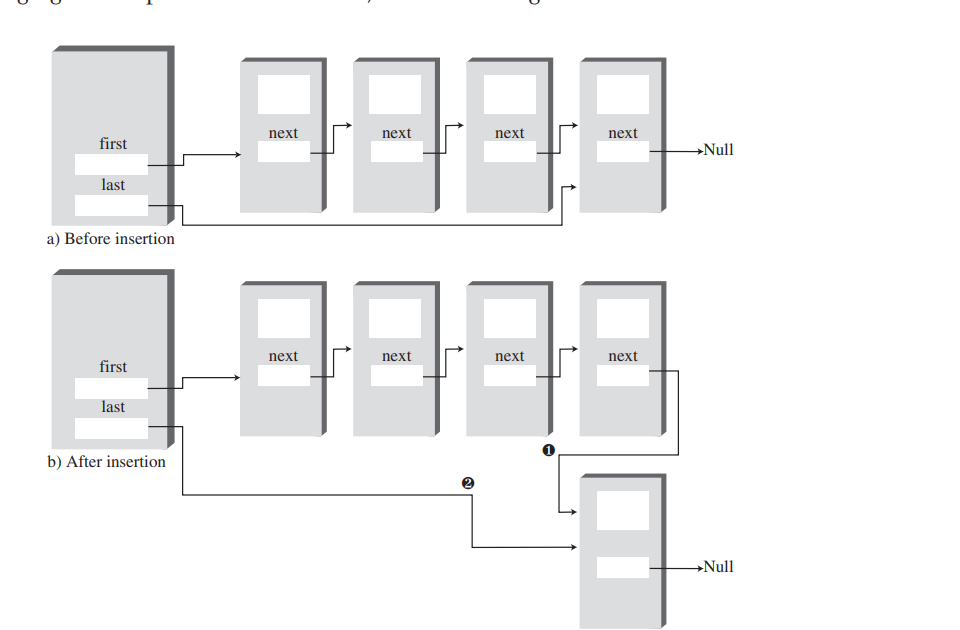 first
next next next next
Null
last
a) Before insertion
first
next next next next
last
b) After insertion
❶
❷
Null